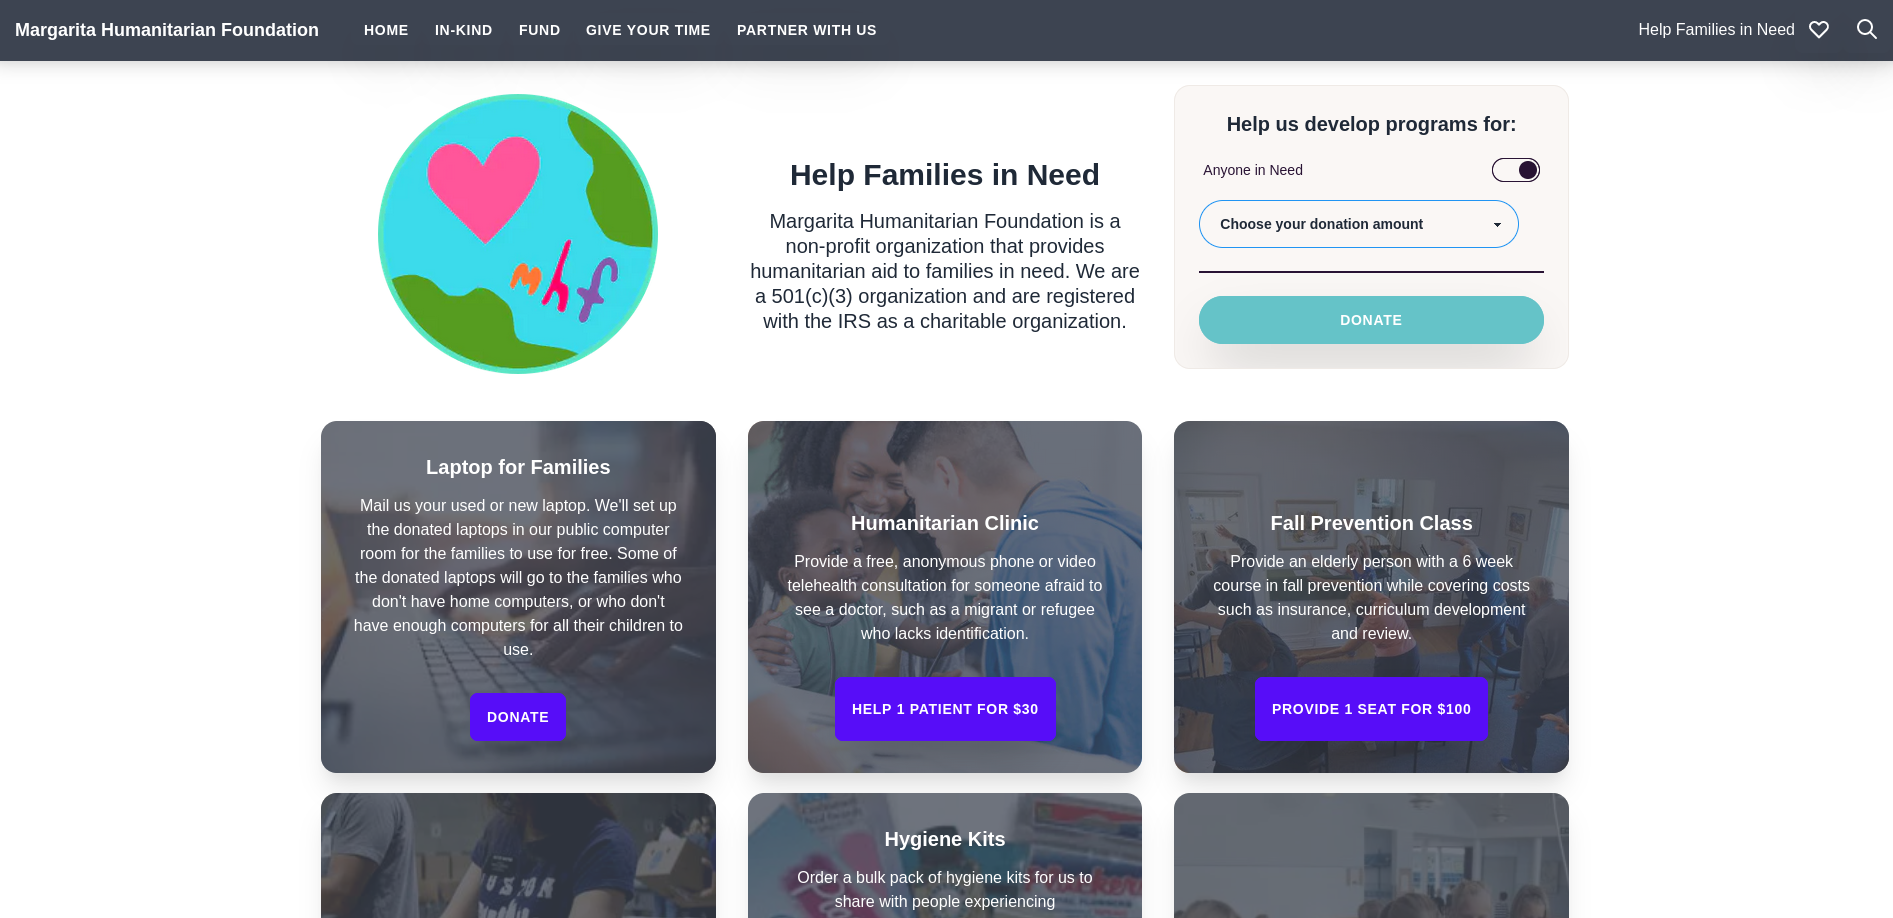 Margarita Humanitarian Foundation
HOME
IN-KIND
FUND
GIVE YOUR TIME
PARTNER WITH US
Help Families in Need
mhf
Help Families in Need
Margarita Humanitarian Foundation is a
non-profit organization that provides
humanitarian aid to families in need. We are
a 501(c)(3) organization and are registered
with the IRS as a charitable organization.
Help us develop programs for:
Anyone in Need
Choose your donation amount
DONATE
Laptop for Families
Mail us your used or new laptop. We'll set up
the donated laptops in our public computer
room for the families to use for free. Some of
the donated laptops will go to the families who
don't have home computers, or who don't
have enough computers for all their children to
use.
DONATE
Humanitarian Clinic
Provide a free, anonymous phone or video
telehealth consultation for someone afraid to
see a doctor, such as a migrant or refugee
who lacks identification.
HELP 1 PATIENT FOR $30
Fall Prevention Class
Provide an elderly person with a 6 week
course in fall prevention while covering costs
such as insurance, curriculum development
and review.
PROVIDE 1 SEAT FOR $100
Hygiene Kits
Order a bulk pack of hygiene kits for us to
share with people experiencing